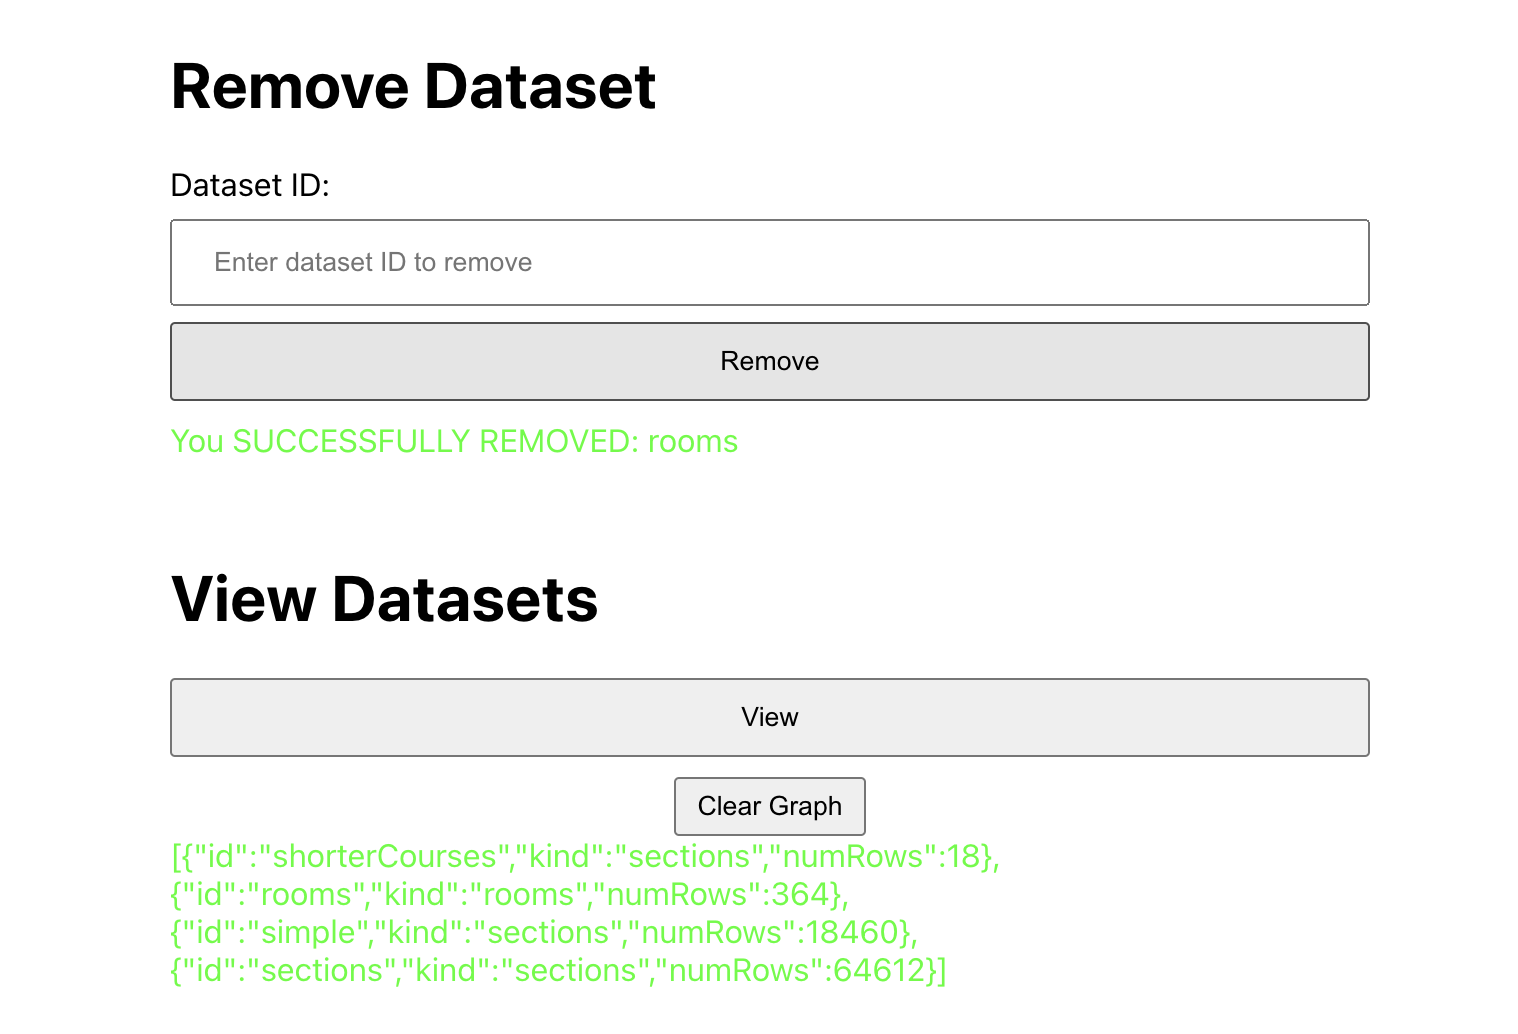 Remove Dataset
Dataset ID:
Enter dataset ID to remove
Remove
You SUCCESSFULLY REMOVED: rooms
View Datasets
View
Clear Graph
[{"id":"shorterCourses","kind":"sections","numRows":18},
{"id":"rooms","kind":"rooms","numRows":364},
{"id":"simple","kind":"sections","numRows":18460},
{"id":"sections","kind":"sections","numRows":64612}]